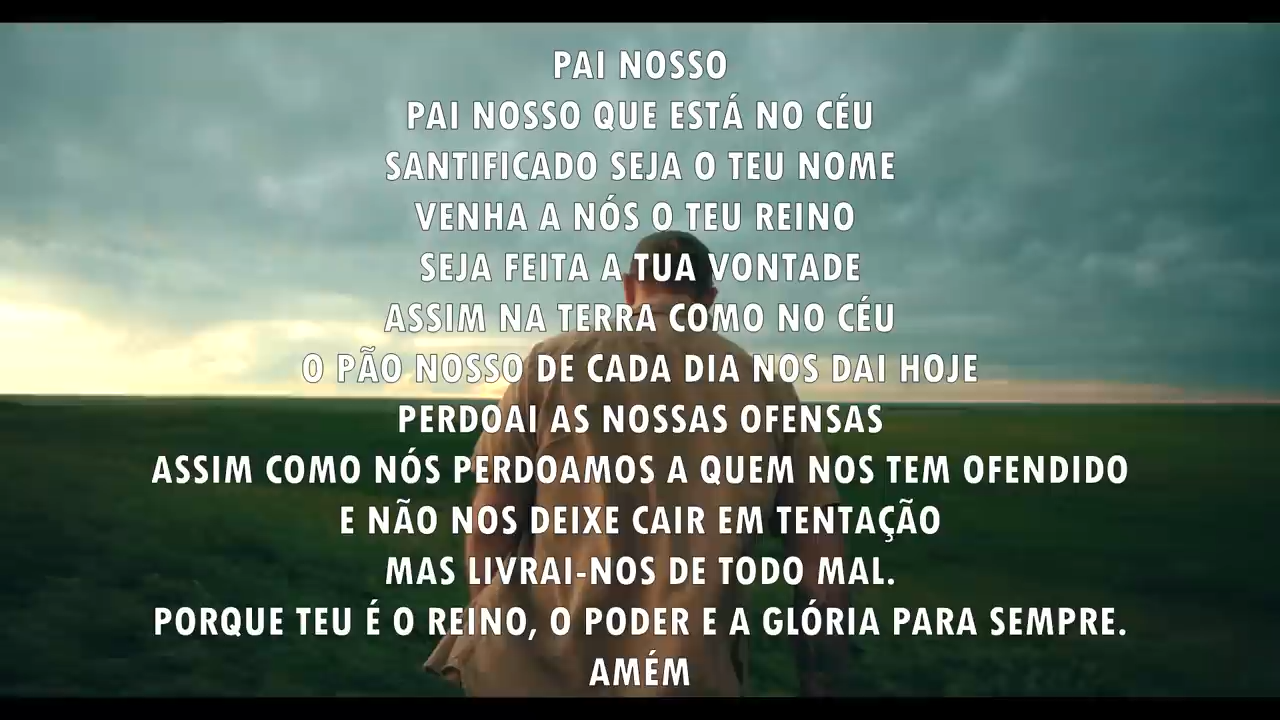 PAI NOSSO
PAI NOSSO QUE ESTÁ NO CÉU
SANTIFICADO SEJA O TEU NOME
VENHA A NÓS O TEU REINO
SEJA FEITA A TUA VONTADE
ASSIM NA TERRA COMO NO CÉU
O PÃO NOSSO DE CADA DIA NOS DAI HOJE
PERDOAI AS NOSSAS OFENSAS
ASSIM COMO NÓS PERDOAMOS A QUEM NOS TEM OFENDIDO
E NÃO NOS DEIXE CAIR EM TENTAÇÃO
MAS LIVRAI-NOS DE TODO MAL.
PORQUE TEU É O REINO, O PODER E A GLÓRIA PARA SEMPRE.
AMÉM